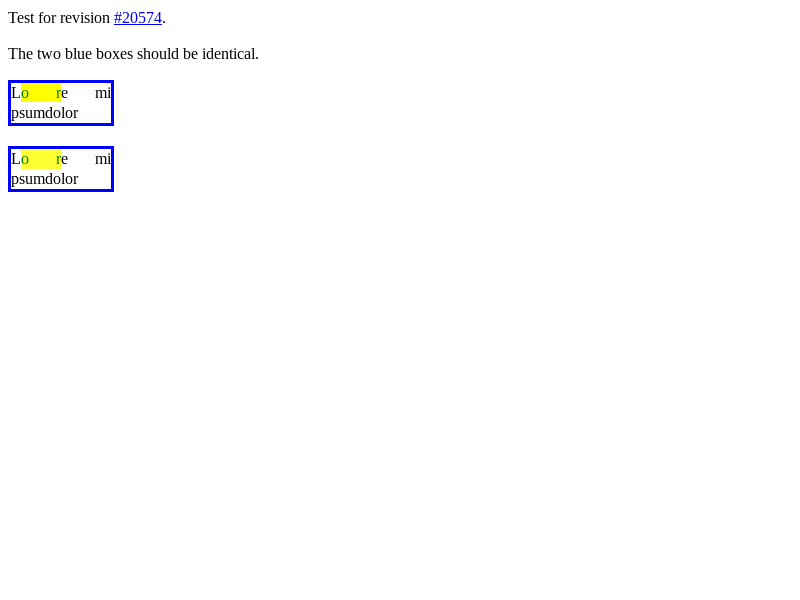 Test for revision #20574.
The two blue boxes should be identical.
Lo re mi
psumdolor
Lo re mi
psumdolor